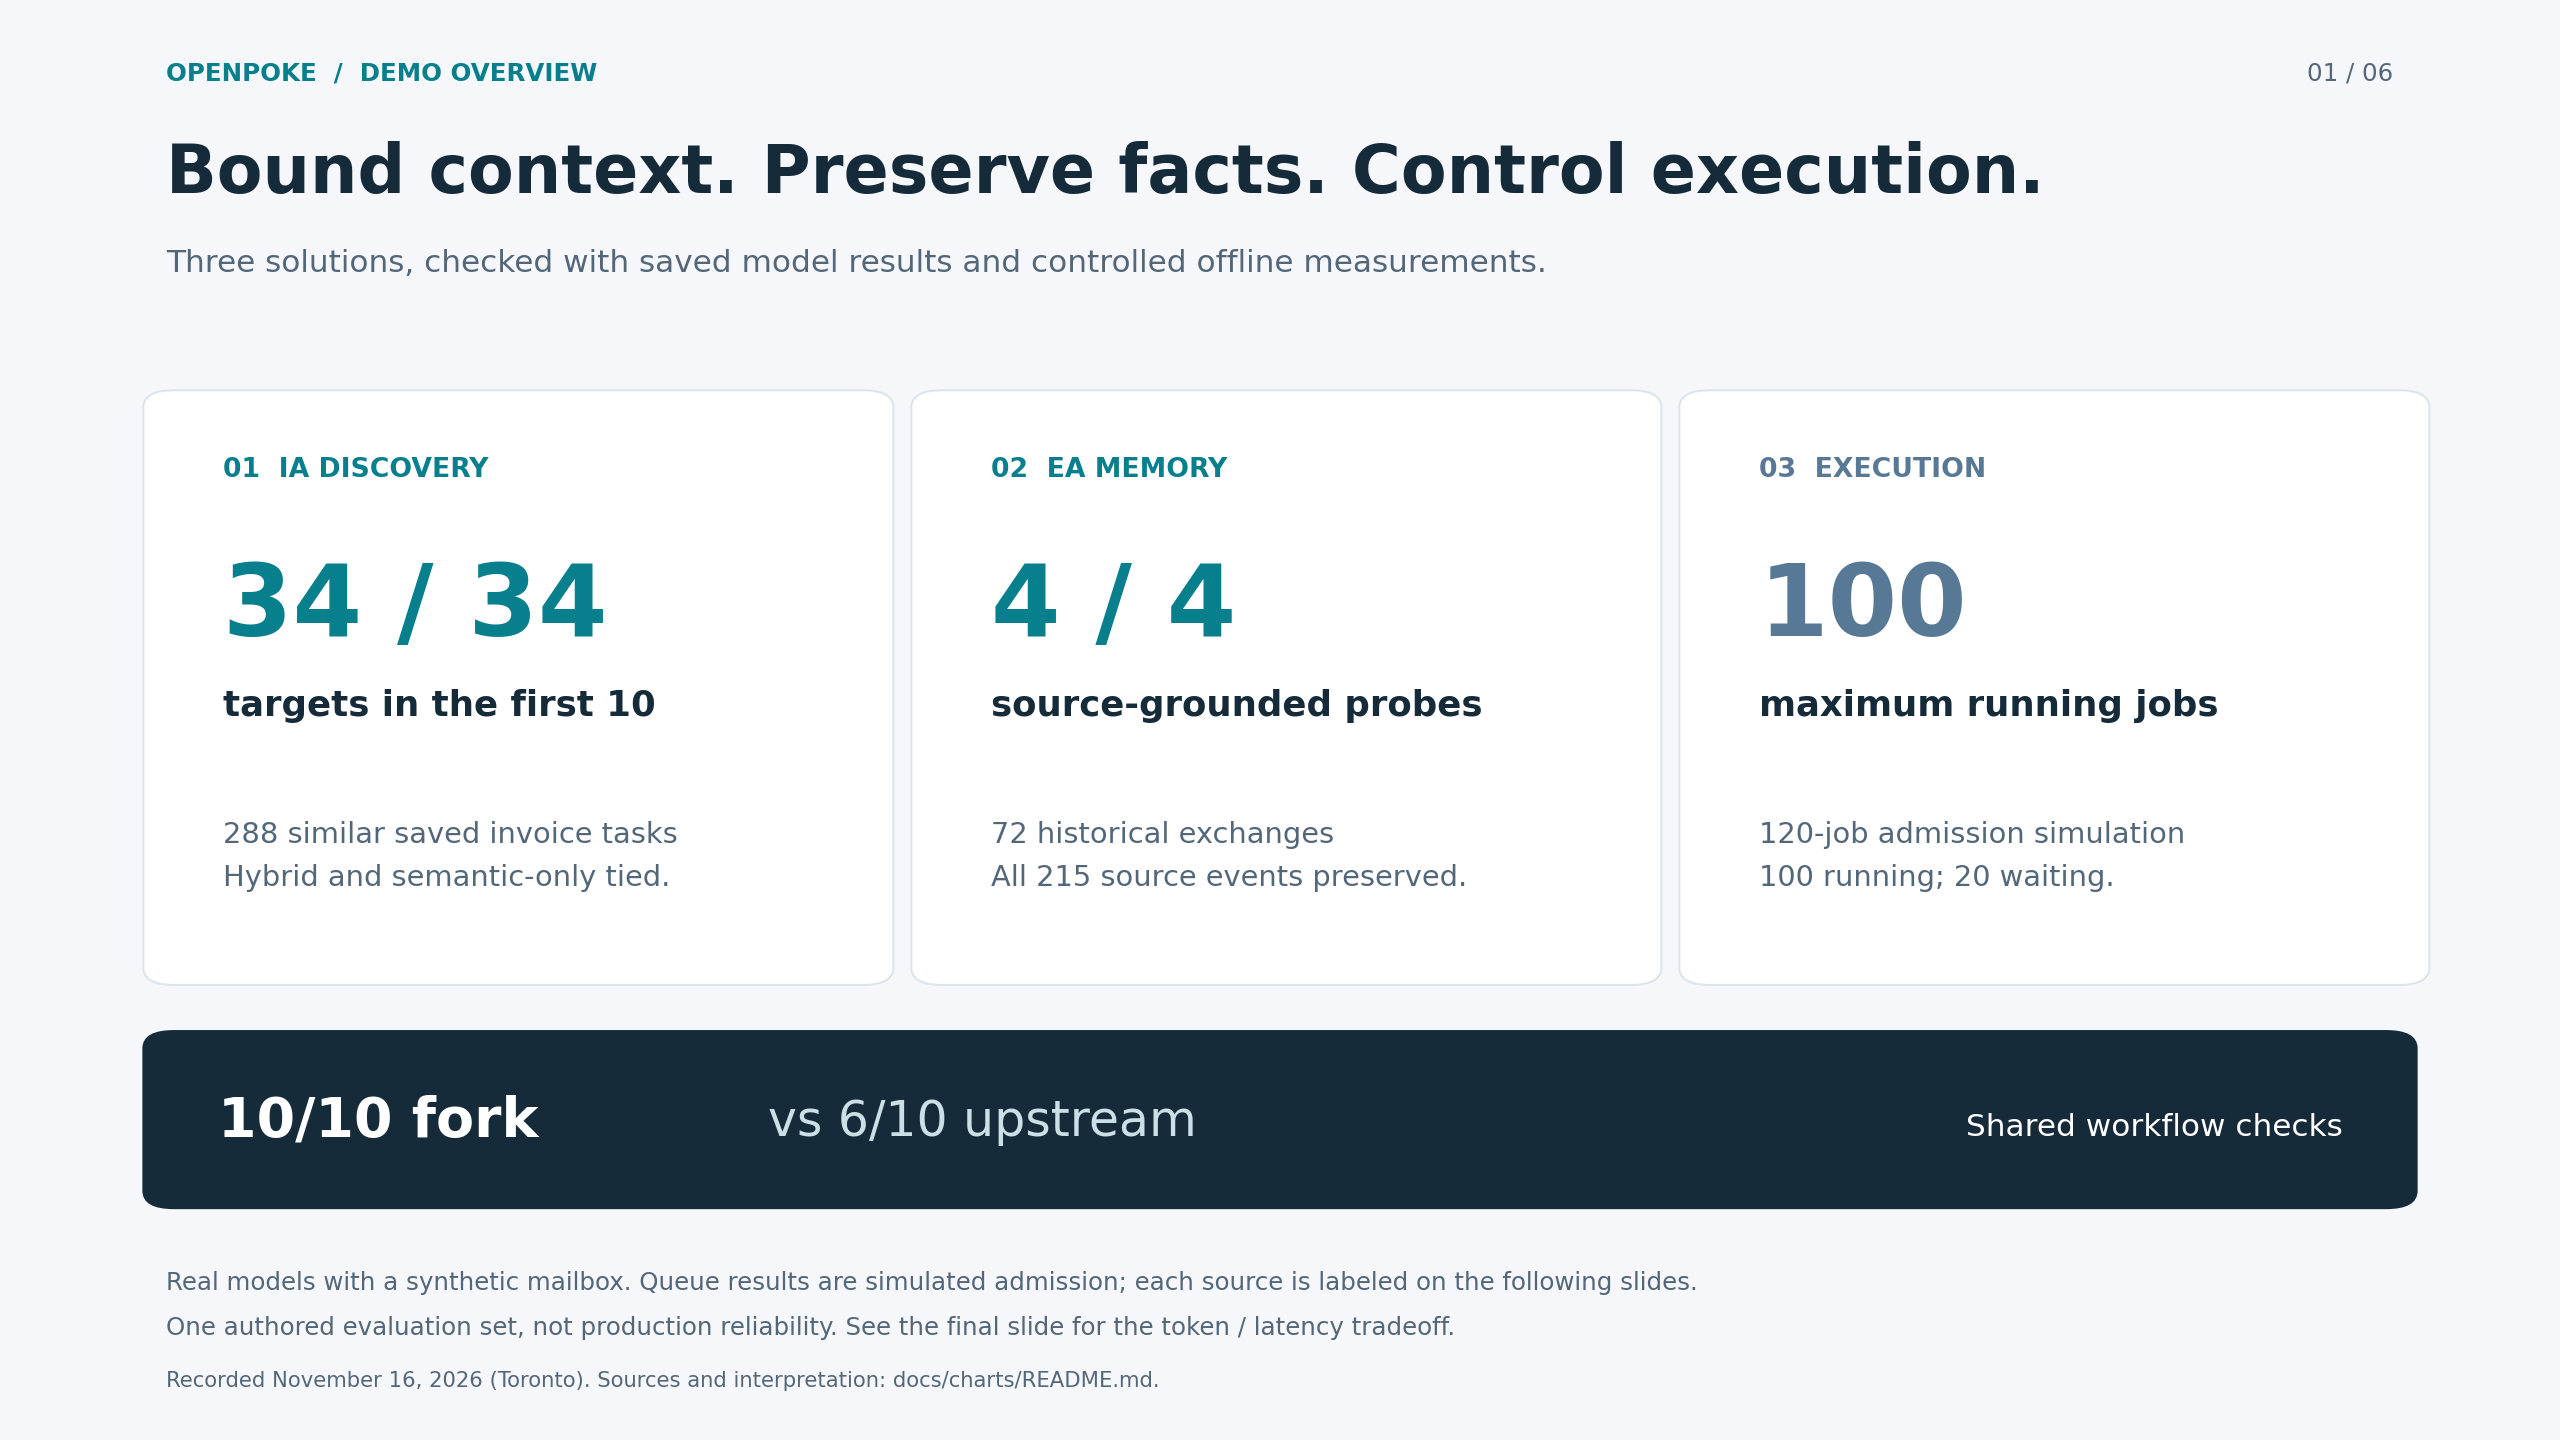 OPENPOKE / DEMO OVERVIEW
01 / 06
Bound context. Preserve facts. Control execution.
Three solutions, checked with saved model results and controlled offline measurements.
01 IA DISCOVERY
34 / 34
targets in the first 10
288 similar saved invoice tasks
Hybrid and semantic-only tied.
02 EA MEMORY
4 / 4
source-grounded probes
72 historical exchanges
All 215 source events preserved.
03 EXECUTION
100
maximum running jobs
120-job admission simulation
100 running; 20 waiting.
10/10 fork
vs 6/10 upstream
Shared workflow checks
Real models with a synthetic mailbox. Queue results are simulated admission; each source is labeled on the following slides.
One authored evaluation set, not production reliability. See the final slide for the token / latency tradeoff.
Recorded November 16, 2026 (Toronto). Sources and interpretation: docs/charts/README.md.